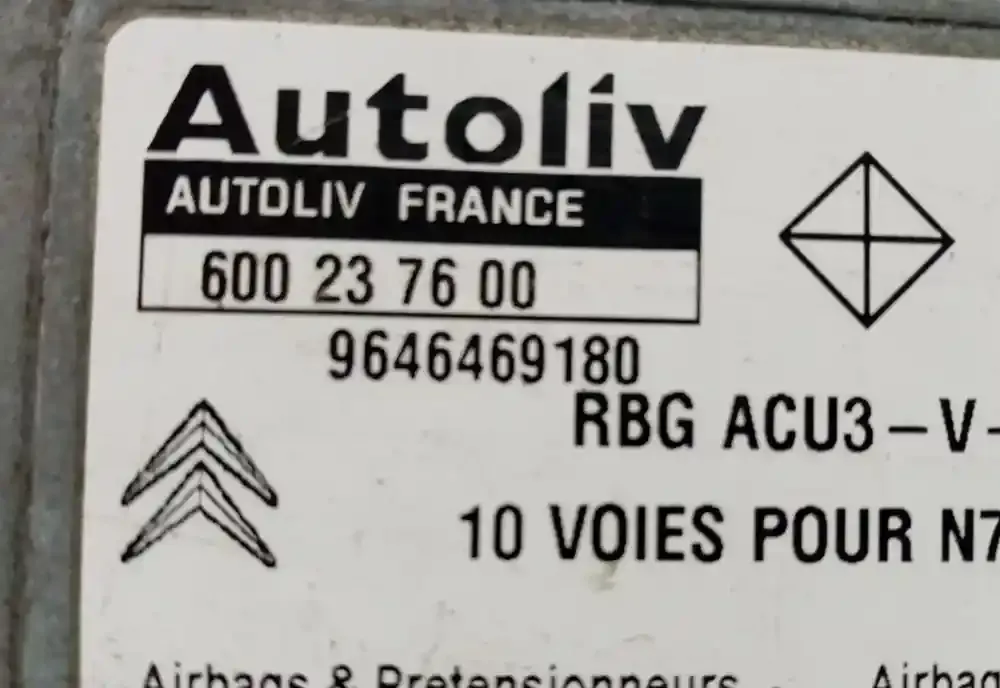 Autoliv
AUTOLIV FRANCE
600 23 76 00
9646469180
RBG ACU3-V-
10 VOIES POUR N7
Airbags & Pretensionneurs